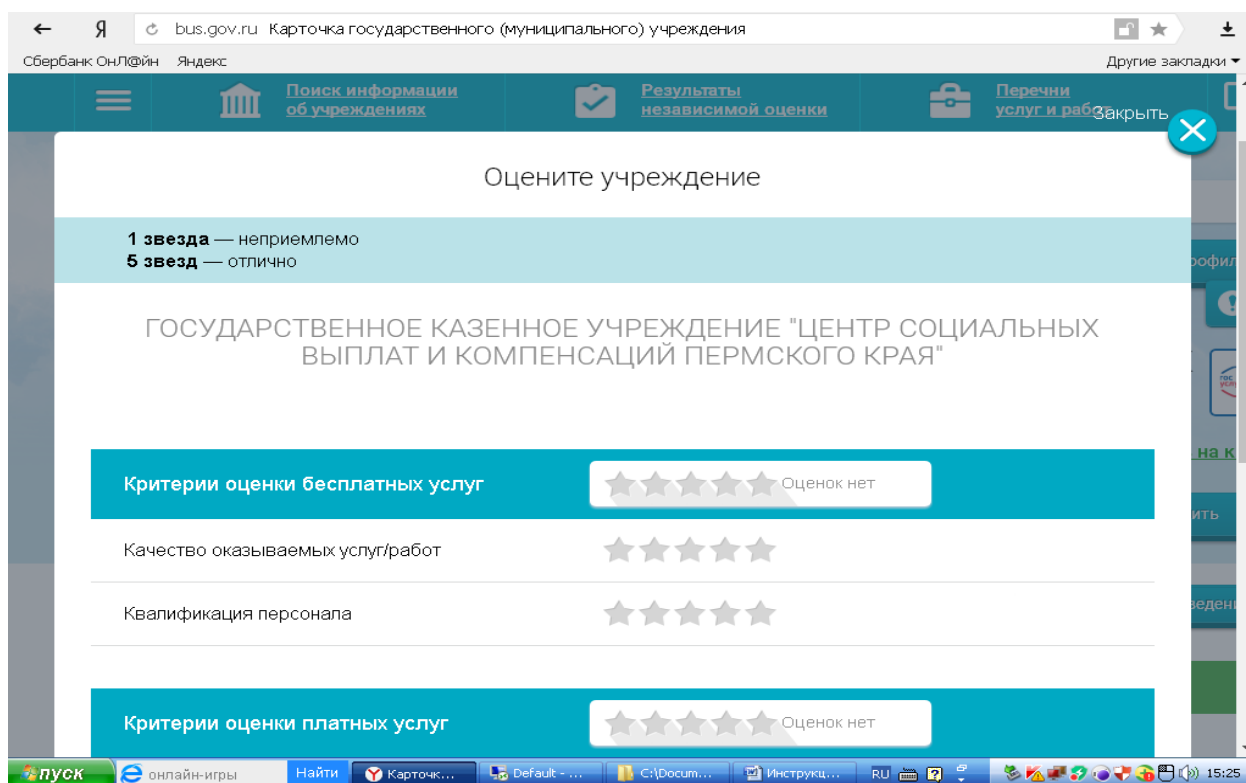 Я bus.gov.ru Карточка государственного (муниципального) учреждения
Сбербанк ОнЛ@йн Яндекс Другие закладки
Поиск информации об учреждениях
Результаты независимой оценки
Перечни услуг и работ
Закрыть
Оцените учреждение
1 звезда — неприемлемо
5 звезд — отлично
ГОСУДАРСТВЕННОЕ КАЗЕННОЕ УЧРЕЖДЕНИЕ "ЦЕНТР СОЦИАЛЬНЫХ
ВЫПЛАТ И КОМПЕНСАЦИЙ ПЕРМСКОГО КРАЯ"
Критерии оценки бесплатных услуг Оценок нет
Качество оказываемых услуг/работ
Квалификация персонала
Критерии оценки платных услуг Оценок нет
на к
ить
пуск онлайн-игры Найти Карточк... Default - ... C:\Docum... Инструкц... RU 15:25